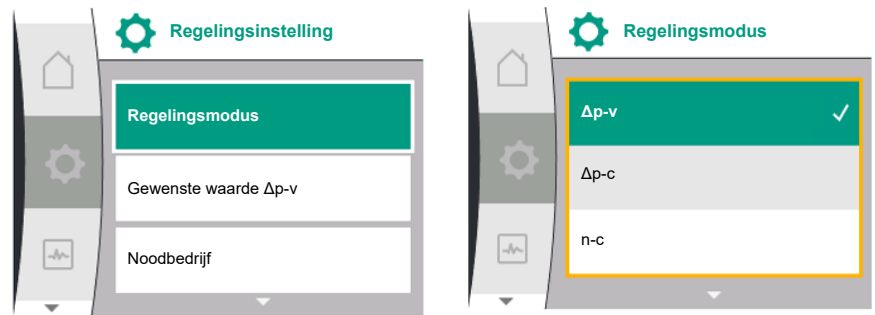 Regelingsinstelling
Regelingsmodus
Gewenste waarde Δp-v
Noodbedrijf
Regelingsmodus
Δp-v
Δp-c
n-c